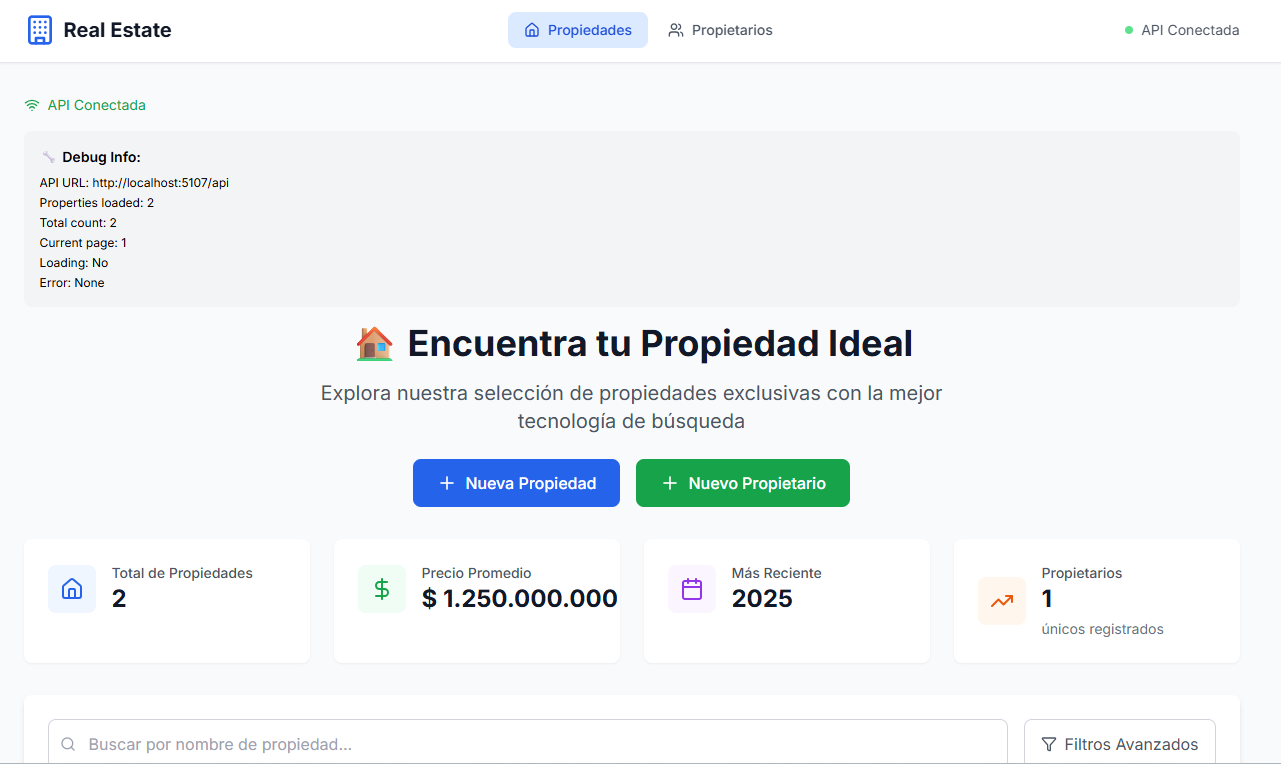 Real Estate
Propiedades
Propietarios
API Conectada
API Conectada
Debug Info:
API URL: http://localhost:5107/api
Properties loaded: 2
Total count: 2
Current page: 1
Loading: No
Error: None
Encuentra tu Propiedad Ideal
Explora nuestra selección de propiedades exclusivas con la mejor
tecnología de búsqueda
Nueva Propiedad
Nuevo Propietario
Total de Propiedades
2
Precio Promedio
$ 1.250.000.000
Más Reciente
2025
Propietarios
1
únicos registrados
Buscar por nombre de propiedad...
Filtros Avanzados